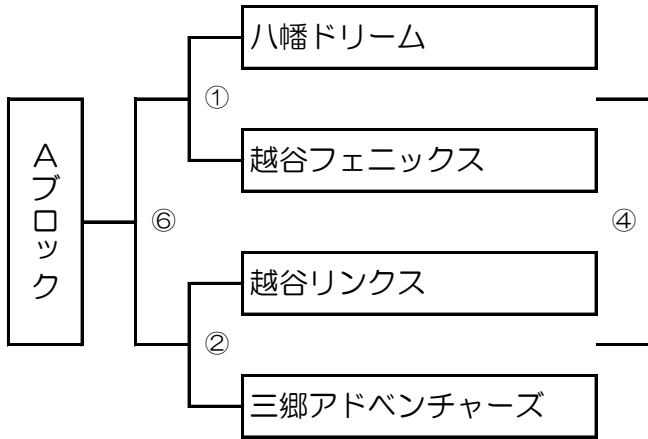 八幡ドリーム
①
越谷フェニックス
Aブロック
⑥
④
越谷リンクス
②
三郷アドベンチャーズ